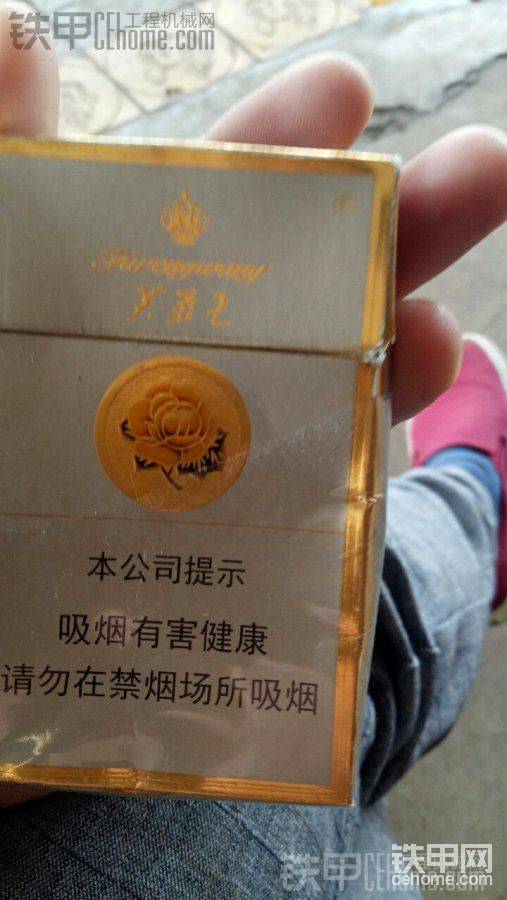 铁甲 CEhome.com 工程机械网
Furongwang
芙蓉王
本公司提示
吸烟有害健康
请勿在禁烟场所吸烟
铁甲网
cehome.com